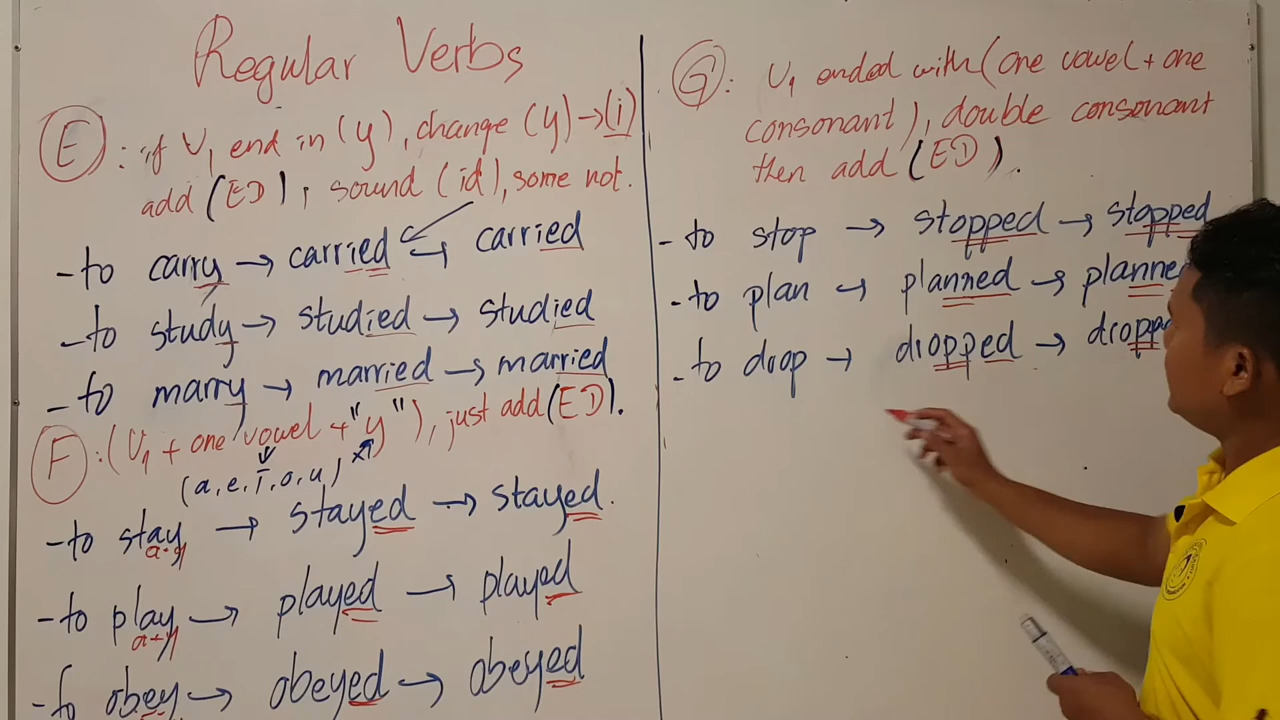 Regular Verbs
E : if V1 end in (y), change (y) → (i)
add (ED), sound (id), some not.
- to carry → carried → carried
- to study → studied → studied
- to marry → married → married
F : (V1 + one vowel + "y"), just add (ED).
(a, e, i, o, u)
- to stay → stayed → stayed.
a+y
- to play → played → played
a+y
- to obey → obeyed → obeyed
G : V1 ended with (one vowel + one
consonant), double consonant
then add (ED).
- to stop → stopped → stopped
- to plan → planned → planne
- to drop → dropped → droppe